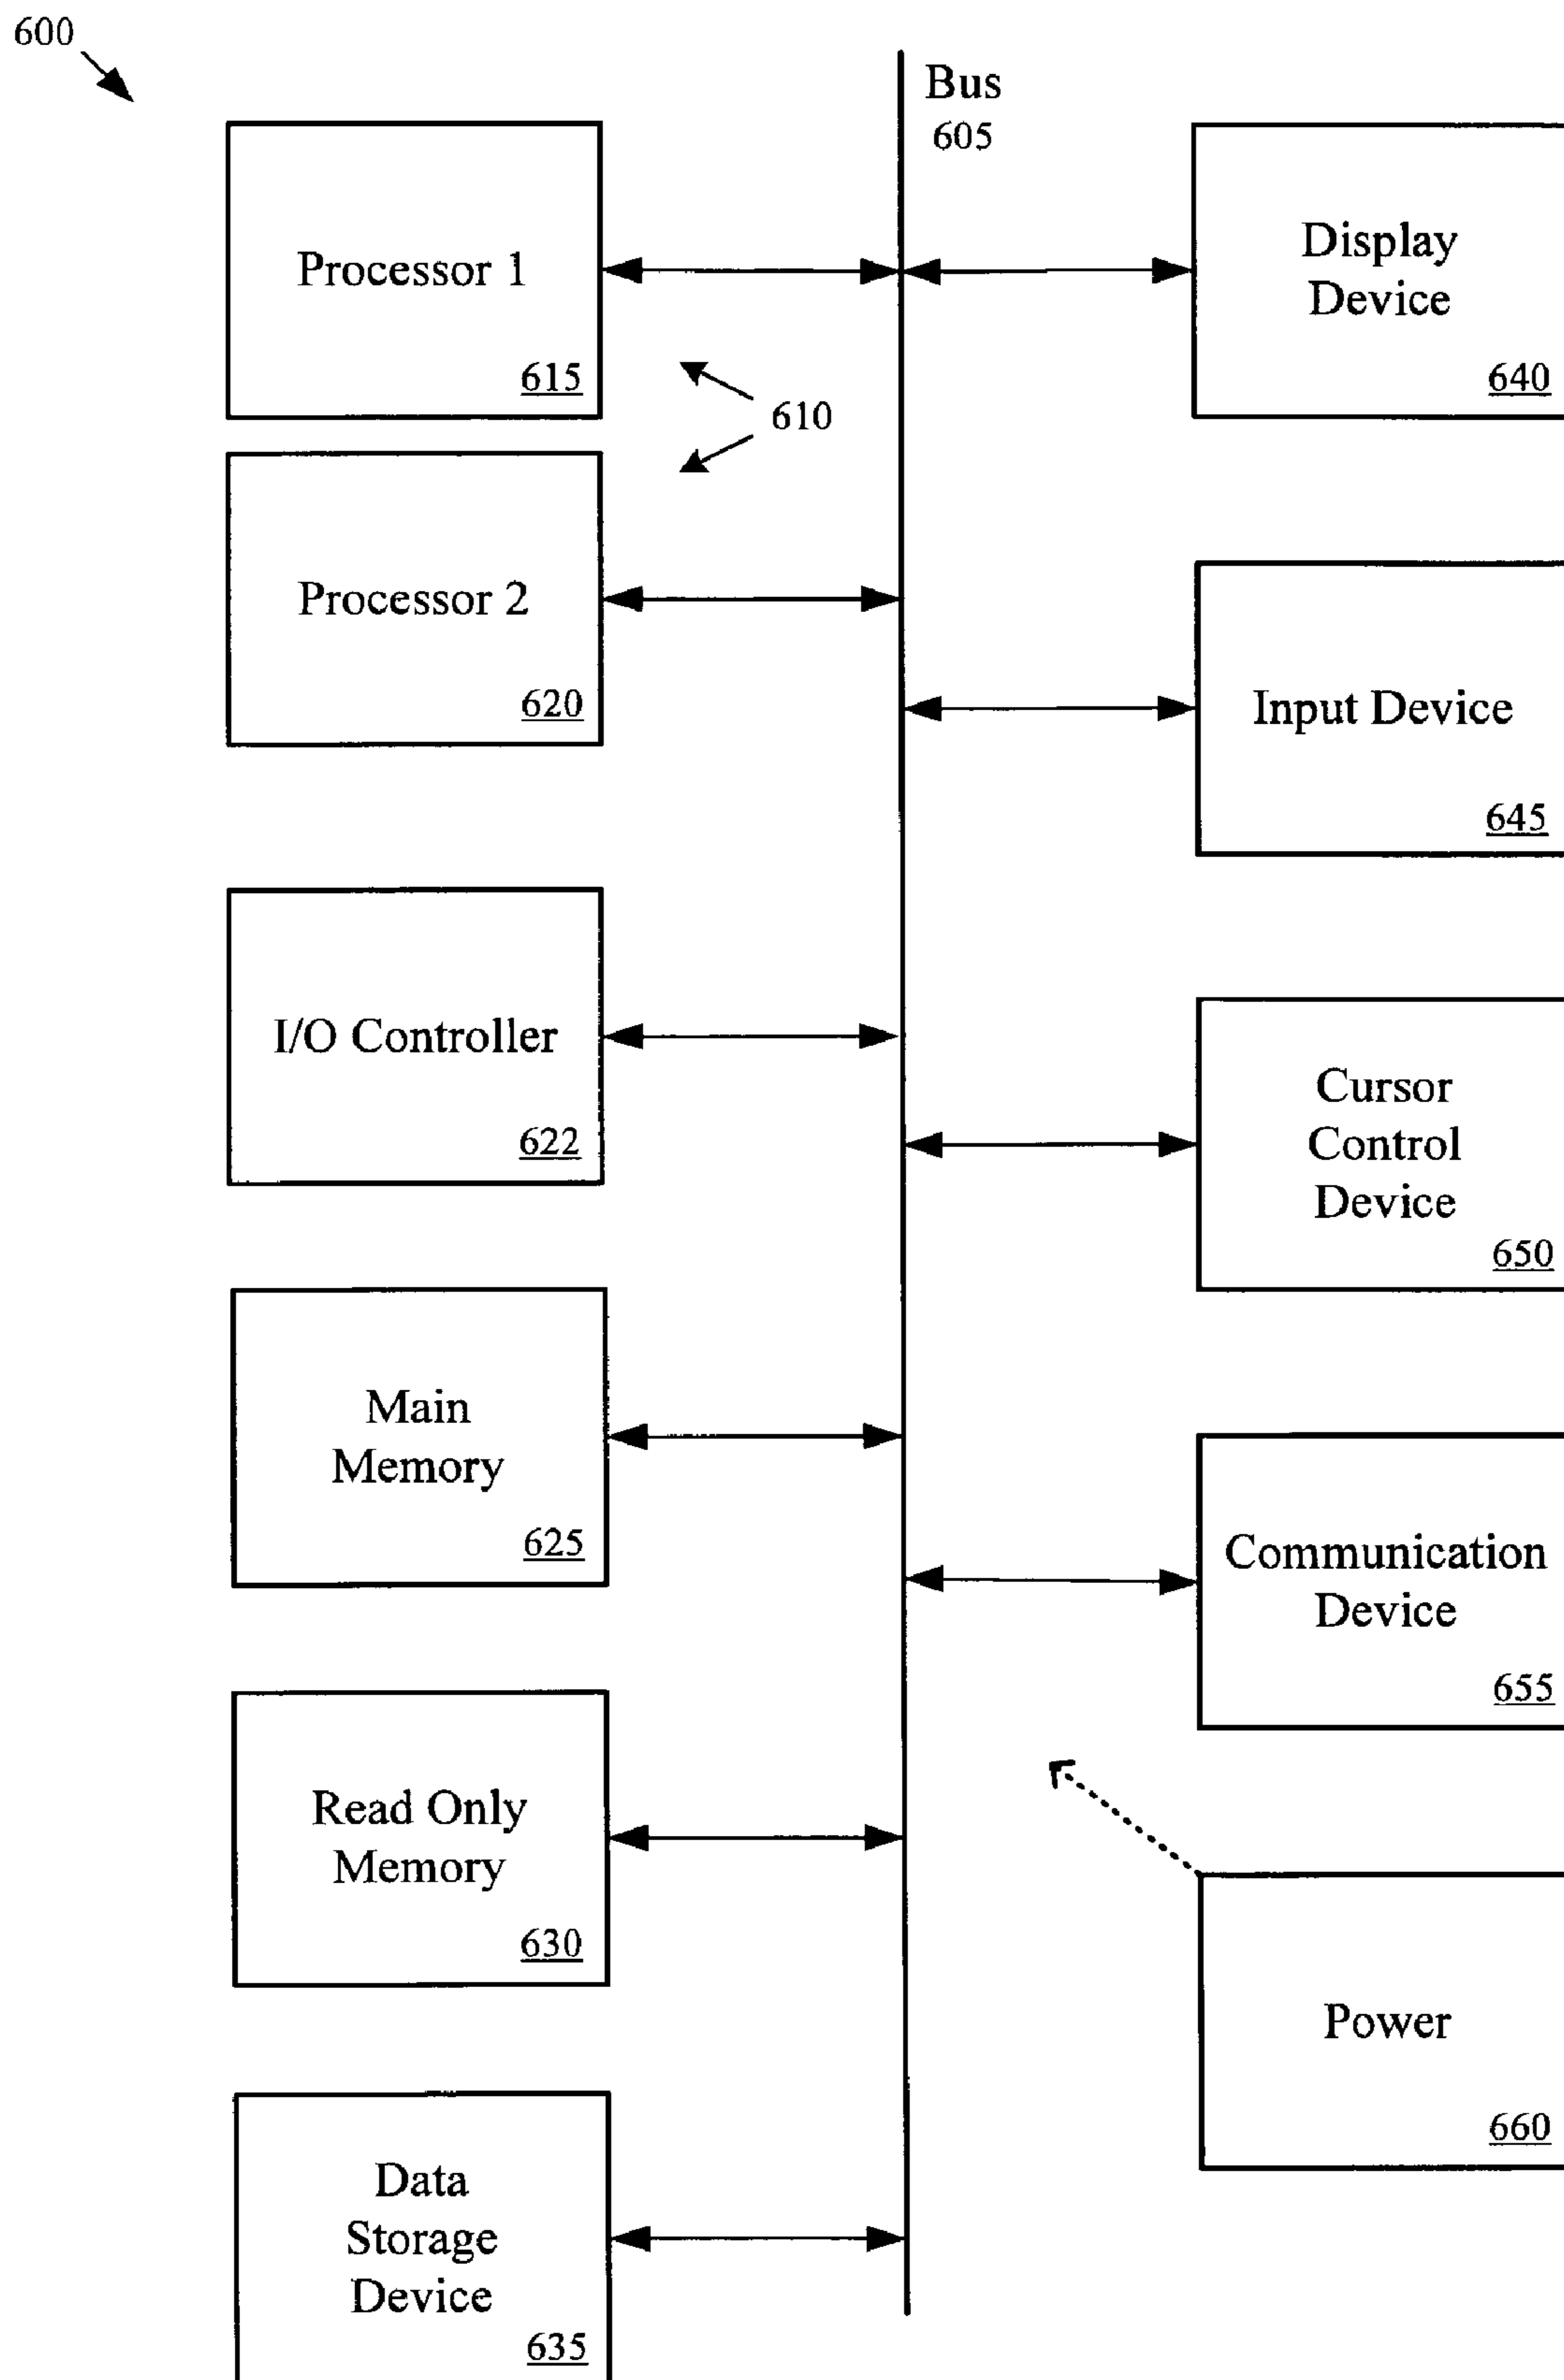 600
Bus
605
Processor 1
615
610
Processor 2
620
I/O Controller
622
Main
Memory
625
Read Only
Memory
630
Data
Storage
Device
635
Display
Device
640
Input Device
645
Cursor
Control
Device
650
Communication
Device
655
Power
660